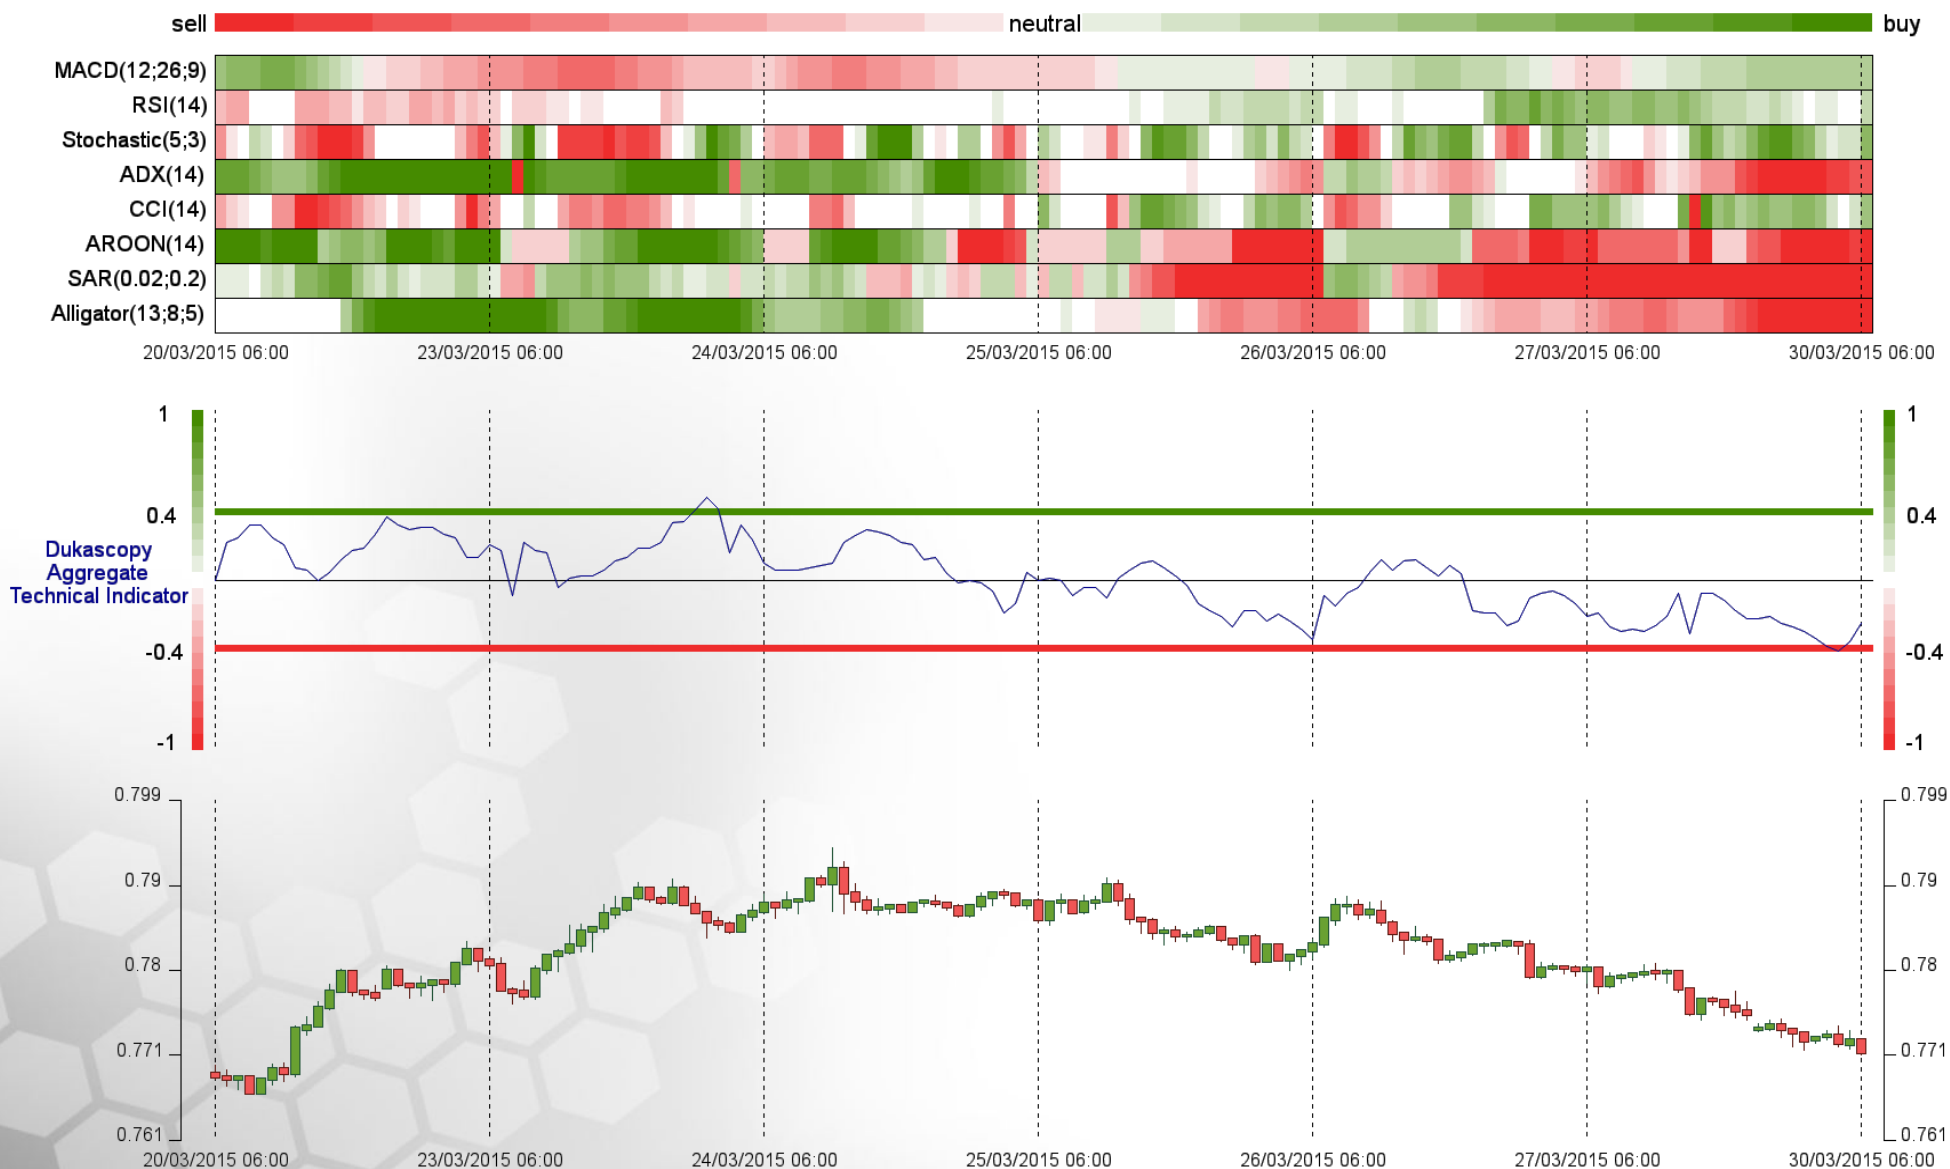 sell neutral buy
MACD(12;26;9)
RSI(14)
Stochastic(5;3)
ADX(14)
CCI(14)
AROON(14)
SAR(0.02;0.2)
Alligator(13;8;5)
20/03/2015 06:00 23/03/2015 06:00 24/03/2015 06:00 25/03/2015 06:00 26/03/2015 06:00 27/03/2015 06:00 30/03/2015 06:00
1 1
0.4 0.4
Dukascopy
Aggregate
Technical Indicator
-0.4 -0.4
-1 -1
0.799 0.799
0.79 0.79
0.78 0.78
0.771 0.771
0.761 0.761
20/03/2015 06:00 23/03/2015 06:00 24/03/2015 06:00 25/03/2015 06:00 26/03/2015 06:00 27/03/2015 06:00 30/03/2015 06:00